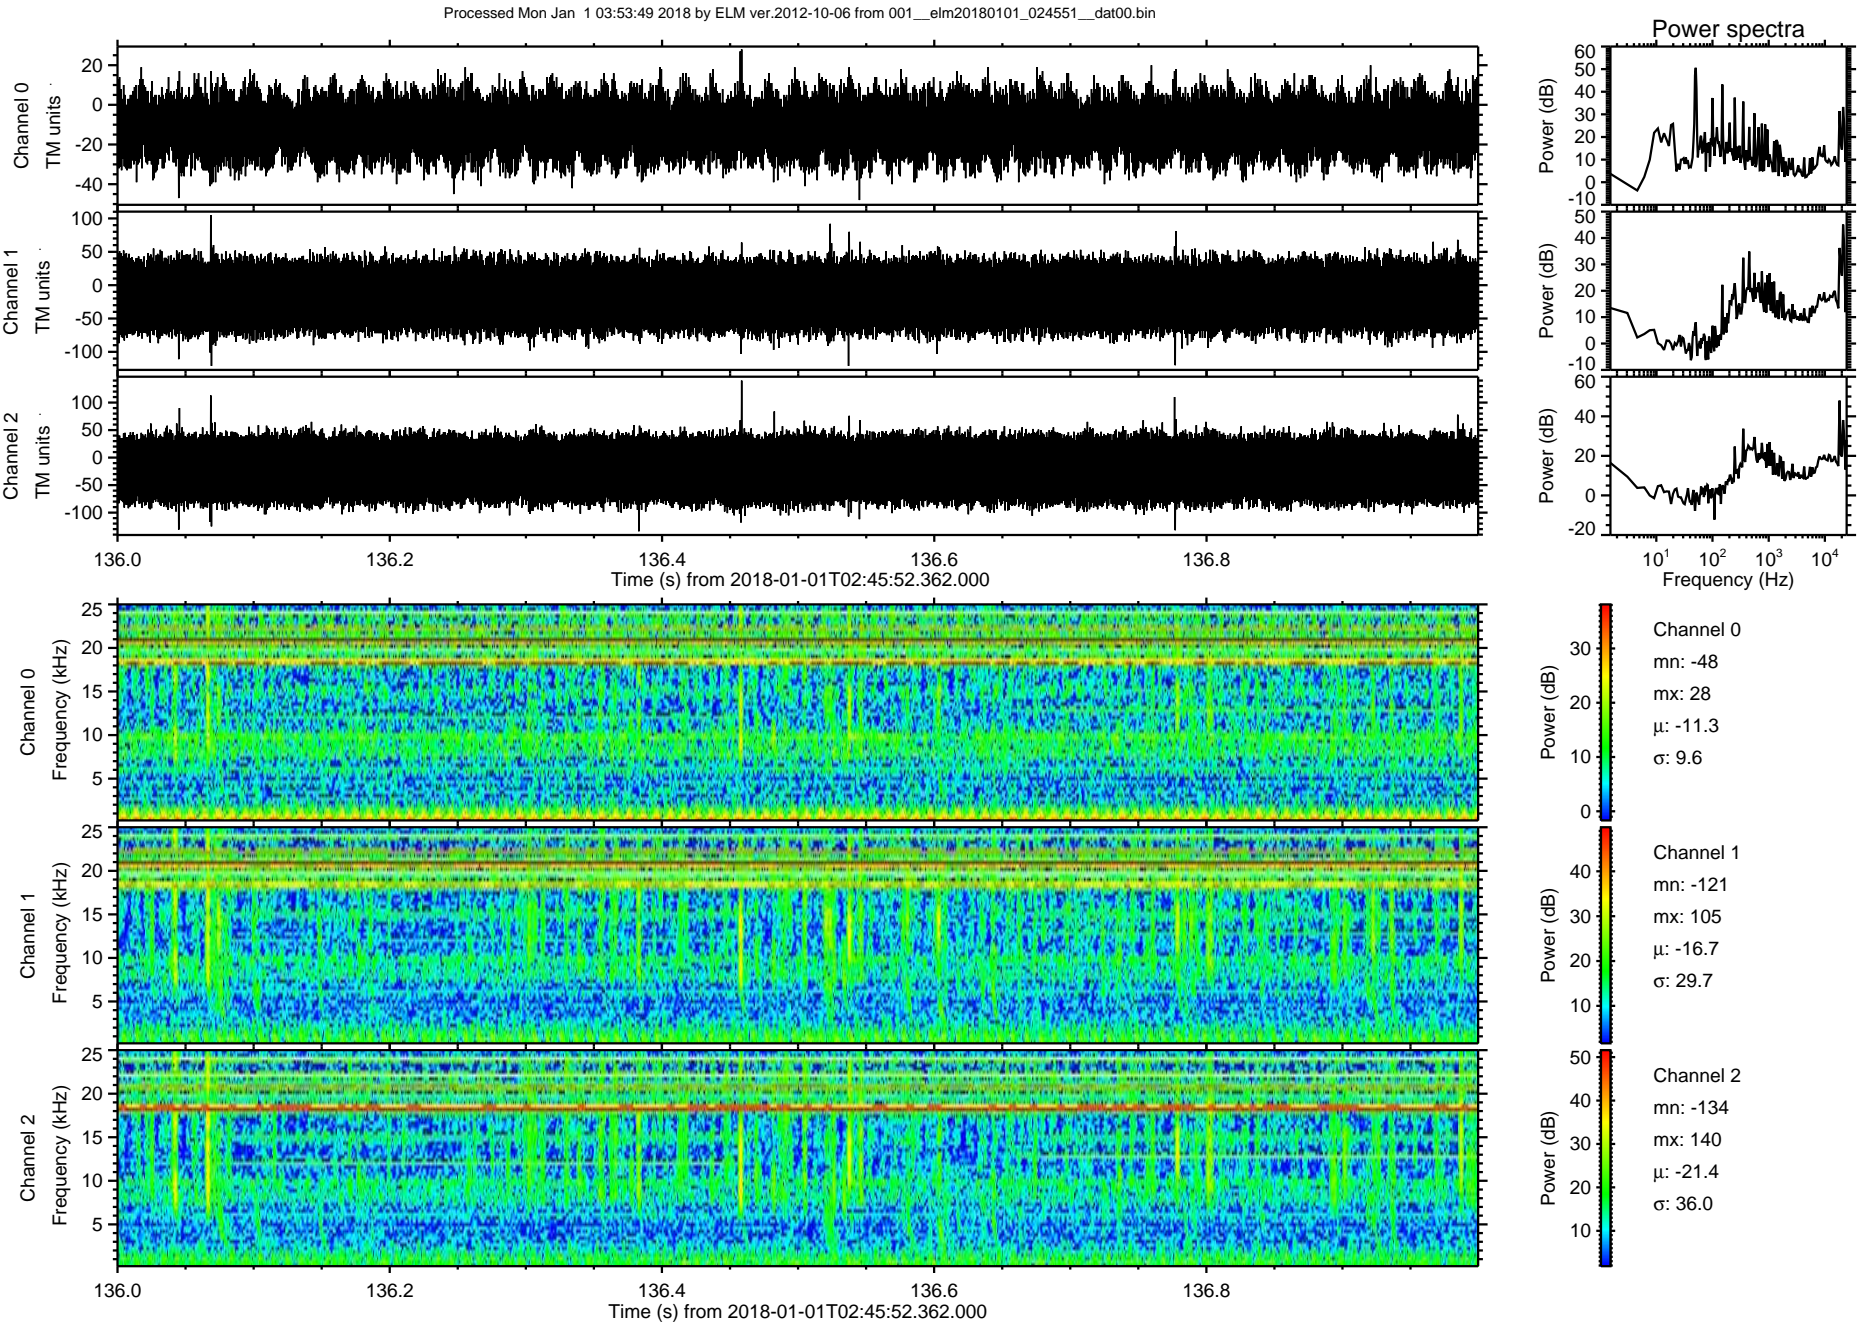 Processed Mon Jan  1 03:53:49 2018 by ELM ver.2012-10-06 from 001__elm20180101_024551__dat00.bin
Power spectra
Channel 0
TM units
20
0
-20
-40
Power (dB)
60
50
40
30
20
10
0
-10
Channel 1
TM units
100
50
0
-50
-100
Power (dB)
50
40
30
20
10
0
-10
Channel 2
TM units
100
50
0
-50
-100
Power (dB)
60
40
20
0
-20
136.0 136.2 136.4 136.6 136.8
Time (s) from 2018-01-01T02:45:52.362.000
10^1 10^2 10^3 10^4
Frequency (Hz)
Channel 0
Frequency (kHz)
25
20
15
10
5
Power (dB)
30
20
10
0
Channel 0
mn: -48
mx: 28
μ: -11.3
σ: 9.6
Channel 1
Frequency (kHz)
25
20
15
10
5
Power (dB)
40
30
20
10
Channel 1
mn: -121
mx: 105
μ: -16.7
σ: 29.7
Channel 2
Frequency (kHz)
25
20
15
10
5
Power (dB)
50
40
30
20
10
Channel 2
mn: -134
mx: 140
μ: -21.4
σ: 36.0
136.0 136.2 136.4 136.6 136.8
Time (s) from 2018-01-01T02:45:52.362.000